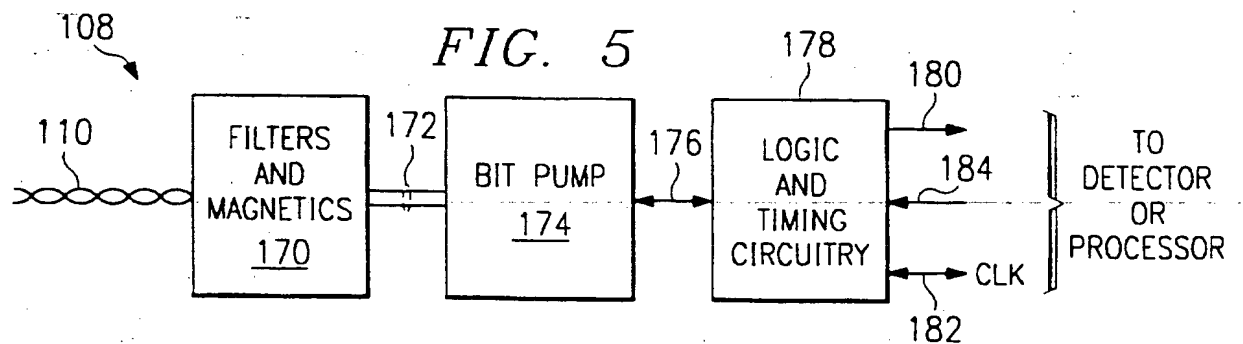 108
FIG. 5
178
180
110
FILTERS
AND
MAGNETICS
170
172
BIT PUMP
174
176
LOGIC
AND
TIMING
CIRCUITRY
184
CLK
182
TO
DETECTOR
OR
PROCESSOR